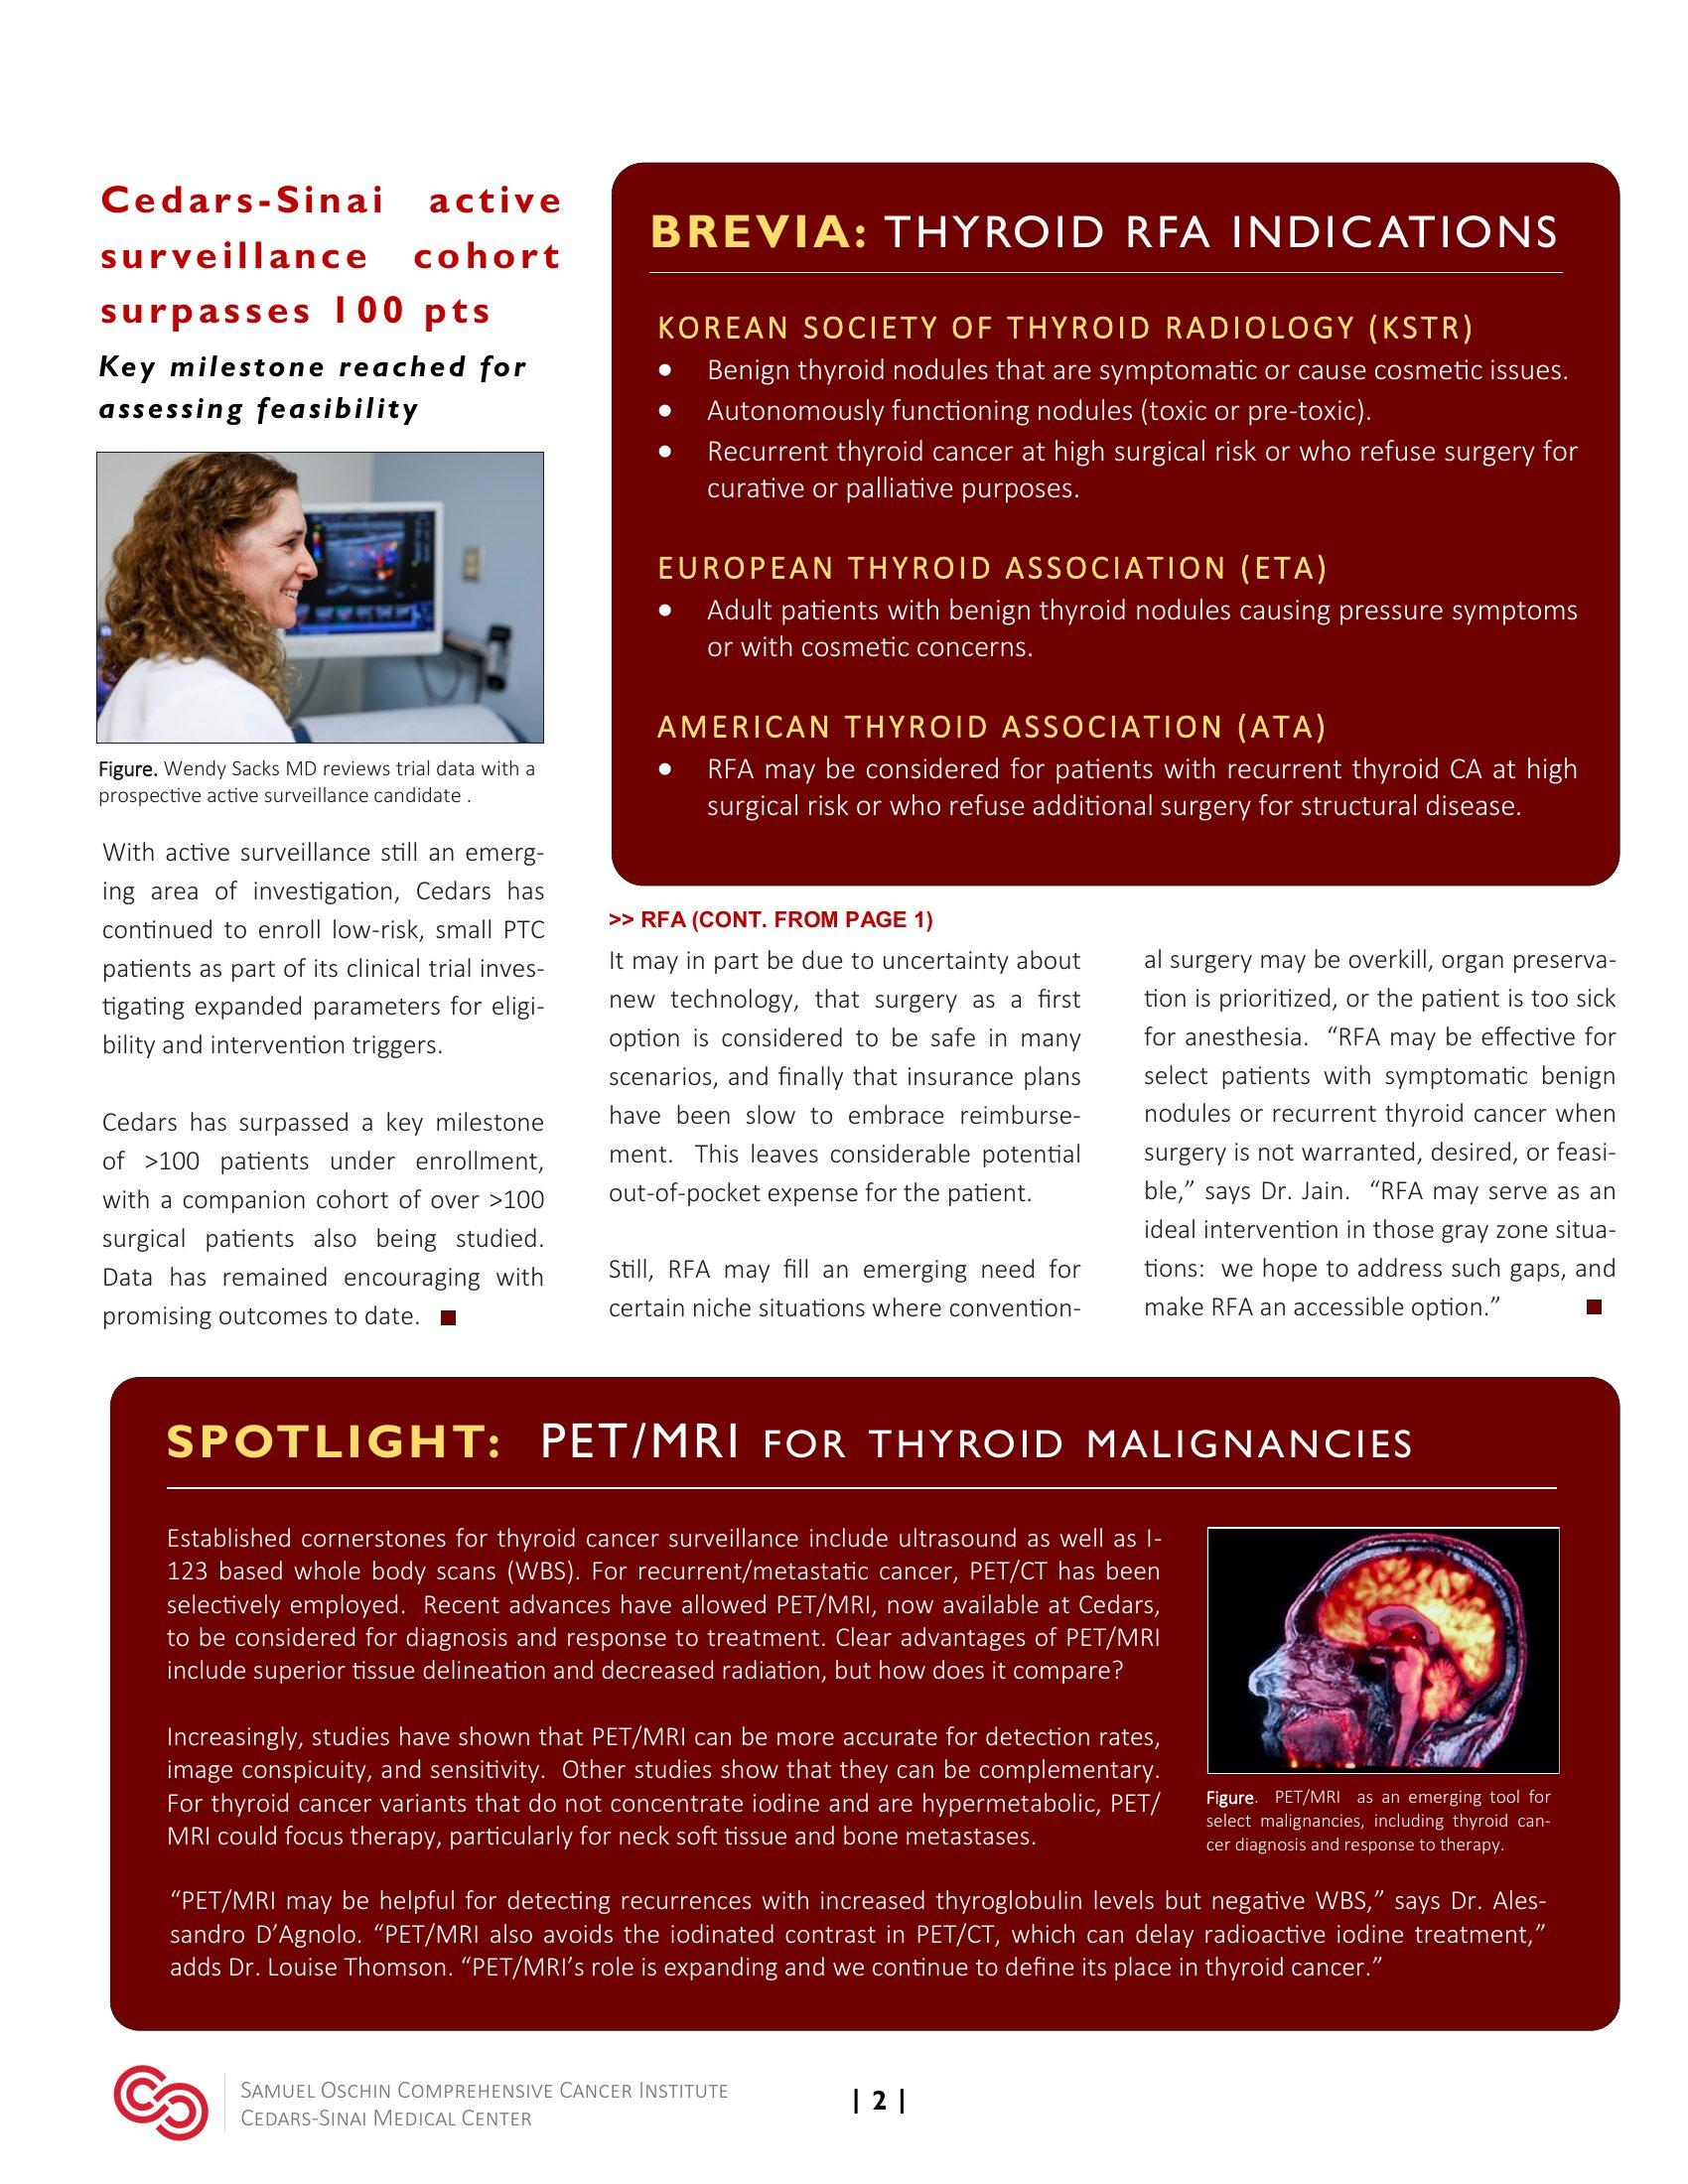 Cedars-Sinai active
surveillance cohort
surpasses 100 pts
Key milestone reached for
assessing feasibility
Figure. Wendy Sacks MD reviews trial data with a
prospective active surveillance candidate .
With active surveillance still an emerg-
ing area of investigation, Cedars has
continued to enroll low-risk, small PTC
patients as part of its clinical trial inves-
tigating expanded parameters for eligi-
bility and intervention triggers.
Cedars has surpassed a key milestone
of >100 patients under enrollment,
with a companion cohort of over >100
surgical patients also being studied.
Data has remained encouraging with
promising outcomes to date.
BREVIA: THYROID RFA INDICATIONS
KOREAN SOCIETY OF THYROID RADIOLOGY (KSTR)
• Benign thyroid nodules that are symptomatic or cause cosmetic issues.
• Autonomously functioning nodules (toxic or pre-toxic).
• Recurrent thyroid cancer at high surgical risk or who refuse surgery for
curative or palliative purposes.
EUROPEAN THYROID ASSOCIATION (ETA)
• Adult patients with benign thyroid nodules causing pressure symptoms
or with cosmetic concerns.
AMERICAN THYROID ASSOCIATION (ATA)
• RFA may be considered for patients with recurrent thyroid CA at high
surgical risk or who refuse additional surgery for structural disease.
>> RFA (CONT. FROM PAGE 1)
It may in part be due to uncertainty about
new technology, that surgery as a first
option is considered to be safe in many
scenarios, and finally that insurance plans
have been slow to embrace reimburse-
ment. This leaves considerable potential
out-of-pocket expense for the patient.
Still, RFA may fill an emerging need for
certain niche situations where convention-
al surgery may be overkill, organ preserva-
tion is prioritized, or the patient is too sick
for anesthesia. “RFA may be effective for
select patients with symptomatic benign
nodules or recurrent thyroid cancer when
surgery is not warranted, desired, or feasi-
ble,” says Dr. Jain. “RFA may serve as an
ideal intervention in those gray zone situa-
tions: we hope to address such gaps, and
make RFA an accessible option.”
SPOTLIGHT: PET/MRI FOR THYROID MALIGNANCIES
Established cornerstones for thyroid cancer surveillance include ultrasound as well as I-
123 based whole body scans (WBS). For recurrent/metastatic cancer, PET/CT has been
selectively employed. Recent advances have allowed PET/MRI, now available at Cedars,
to be considered for diagnosis and response to treatment. Clear advantages of PET/MRI
include superior tissue delineation and decreased radiation, but how does it compare?
Increasingly, studies have shown that PET/MRI can be more accurate for detection rates,
image conspicuity, and sensitivity. Other studies show that they can be complementary.
For thyroid cancer variants that do not concentrate iodine and are hypermetabolic, PET/
MRI could focus therapy, particularly for neck soft tissue and bone metastases.
Figure. PET/MRI as an emerging tool for
select malignancies, including thyroid can-
cer diagnosis and response to therapy.
“PET/MRI may be helpful for detecting recurrences with increased thyroglobulin levels but negative WBS,” says Dr. Ales-
sandro D’Agnolo. “PET/MRI also avoids the iodinated contrast in PET/CT, which can delay radioactive iodine treatment,”
adds Dr. Louise Thomson. “PET/MRI’s role is expanding and we continue to define its place in thyroid cancer.”
SAMUEL OSCHIN COMPREHENSIVE CANCER INSTITUTE
CEDARS-SINAI MEDICAL CENTER
| 2 |